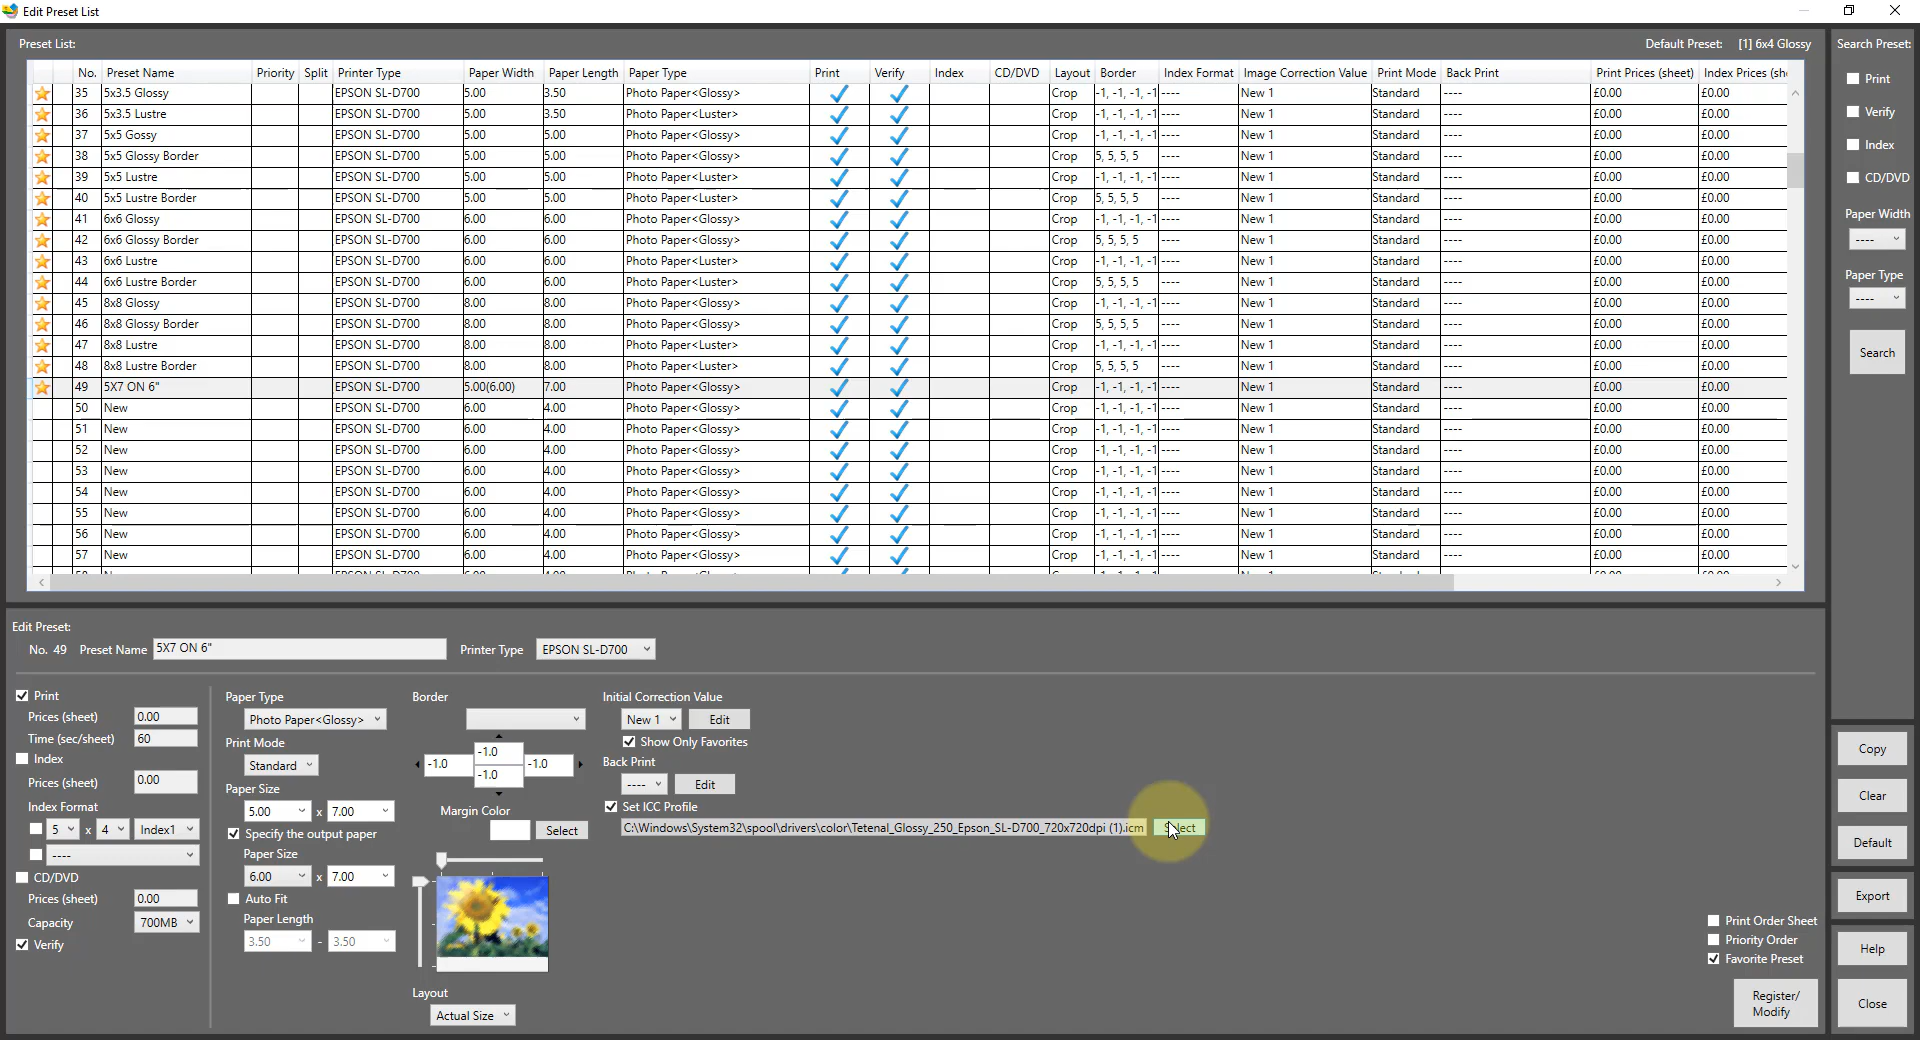 Edit Preset List
Preset List: Default Preset: [1] 6x4 Glossy
No. Preset Name Priority Split Printer Type Paper Width Paper Length Paper Type Print Verify Index CD/DVD Layout Border Index Format Image Correction Value Print Mode Back Print Print Prices (sheet) Index Prices (she
35 5x3.5 Glossy EPSON SL-D700 5.00 3.50 Photo Paper<Glossy> Crop -1, -1, -1, -1 ---- New 1 Standard ---- £0.00 £0.00
36 5x3.5 Lustre EPSON SL-D700 5.00 3.50 Photo Paper<Luster> Crop -1, -1, -1, -1 ---- New 1 Standard ---- £0.00 £0.00
37 5x5 Gossy EPSON SL-D700 5.00 5.00 Photo Paper<Glossy> Crop -1, -1, -1, -1 ---- New 1 Standard ---- £0.00 £0.00
38 5x5 Glossy Border EPSON SL-D700 5.00 5.00 Photo Paper<Glossy> Crop 5, 5, 5, 5 ---- New 1 Standard ---- £0.00 £0.00
39 5x5 Lustre EPSON SL-D700 5.00 5.00 Photo Paper<Luster> Crop -1, -1, -1, -1 ---- New 1 Standard ---- £0.00 £0.00
40 5x5 Lustre Border EPSON SL-D700 5.00 5.00 Photo Paper<Luster> Crop 5, 5, 5, 5 ---- New 1 Standard ---- £0.00 £0.00
41 6x6 Glossy EPSON SL-D700 6.00 6.00 Photo Paper<Glossy> Crop -1, -1, -1, -1 ---- New 1 Standard ---- £0.00 £0.00
42 6x6 Glossy Border EPSON SL-D700 6.00 6.00 Photo Paper<Glossy> Crop 5, 5, 5, 5 ---- New 1 Standard ---- £0.00 £0.00
43 6x6 Lustre EPSON SL-D700 6.00 6.00 Photo Paper<Luster> Crop -1, -1, -1, -1 ---- New 1 Standard ---- £0.00 £0.00
44 6x6 Lustre Border EPSON SL-D700 6.00 6.00 Photo Paper<Luster> Crop 5, 5, 5, 5 ---- New 1 Standard ---- £0.00 £0.00
45 8x8 Glossy EPSON SL-D700 8.00 8.00 Photo Paper<Glossy> Crop -1, -1, -1, -1 ---- New 1 Standard ---- £0.00 £0.00
46 8x8 Glossy Border EPSON SL-D700 8.00 8.00 Photo Paper<Glossy> Crop 5, 5, 5, 5 ---- New 1 Standard ---- £0.00 £0.00
47 8x8 Lustre EPSON SL-D700 8.00 8.00 Photo Paper<Luster> Crop -1, -1, -1, -1 ---- New 1 Standard ---- £0.00 £0.00
48 8x8 Lustre Border EPSON SL-D700 8.00 8.00 Photo Paper<Luster> Crop 5, 5, 5, 5 ---- New 1 Standard ---- £0.00 £0.00
49 5X7 ON 6" EPSON SL-D700 5.00(6.00) 7.00 Photo Paper<Glossy> Crop -1, -1, -1, -1 ---- New 1 Standard ---- £0.00 £0.00
50 New EPSON SL-D700 6.00 4.00 Photo Paper<Glossy> Crop -1, -1, -1, -1 ---- New 1 Standard ---- £0.00 £0.00
51 New EPSON SL-D700 6.00 4.00 Photo Paper<Glossy> Crop -1, -1, -1, -1 ---- New 1 Standard ---- £0.00 £0.00
52 New EPSON SL-D700 6.00 4.00 Photo Paper<Glossy> Crop -1, -1, -1, -1 ---- New 1 Standard ---- £0.00 £0.00
53 New EPSON SL-D700 6.00 4.00 Photo Paper<Glossy> Crop -1, -1, -1, -1 ---- New 1 Standard ---- £0.00 £0.00
54 New EPSON SL-D700 6.00 4.00 Photo Paper<Glossy> Crop -1, -1, -1, -1 ---- New 1 Standard ---- £0.00 £0.00
55 New EPSON SL-D700 6.00 4.00 Photo Paper<Glossy> Crop -1, -1, -1, -1 ---- New 1 Standard ---- £0.00 £0.00
56 New EPSON SL-D700 6.00 4.00 Photo Paper<Glossy> Crop -1, -1, -1, -1 ---- New 1 Standard ---- £0.00 £0.00
57 New EPSON SL-D700 6.00 4.00 Photo Paper<Glossy> Crop -1, -1, -1, -1 ---- New 1 Standard ---- £0.00 £0.00
Search Preset:
Print
Verify
Index
CD/DVD
Paper Width
----
Paper Type
----
Search
Edit Preset:
No. 49 Preset Name 5X7 ON 6" Printer Type EPSON SL-D700
Print
Prices (sheet) 0.00
Time (sec/sheet) 60
Index
Prices (sheet) 0.00
Index Format
5 x 4 Index1
----
CD/DVD
Prices (sheet) 0.00
Capacity 700MB
Verify
Paper Type
Photo Paper<Glossy>
Print Mode
Standard
Paper Size
5.00 x 7.00
Specify the output paper
Paper Size
6.00 x 7.00
Auto Fit
Paper Length
3.50 - 3.50
Border
-1.0
-1.0 -1.0
-1.0
Margin Color
Select
Layout
Actual Size
Initial Correction Value
New 1 Edit
Show Only Favorites
Back Print
---- Edit
Set ICC Profile
C:\Windows\System32\spool\drivers\color\Tetenal_Glossy_250_Epson_SL-D700_720x720dpi (1).icm Select
Print Order Sheet
Priority Order
Favorite Preset
Register/
Modify
Copy
Clear
Default
Export
Help
Close